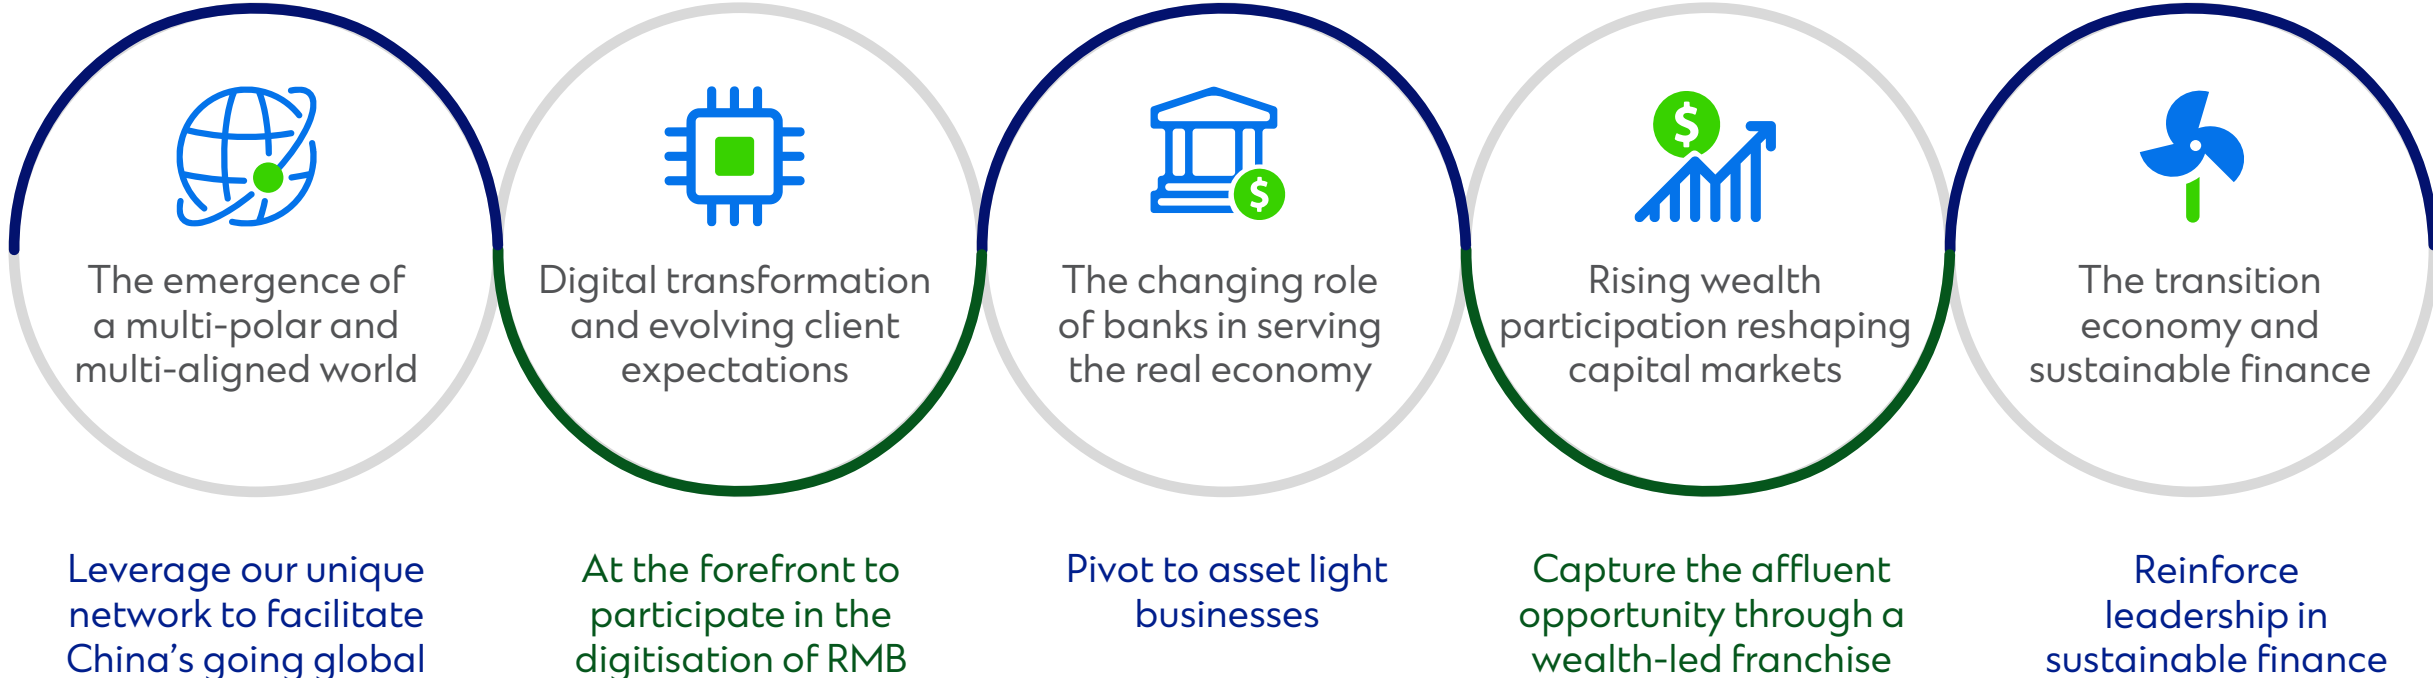 The emergence of
a multi-polar and
multi-aligned world
Digital transformation
and evolving client
expectations
The changing role
of banks in serving
the real economy
Rising wealth
participation reshaping
capital markets
The transition
economy and
sustainable finance
Leverage our unique
network to facilitate
China's going global
At the forefront to
participate in the
digitisation of RMB
Pivot to asset light
businesses
Capture the affluent
opportunity through a
wealth-led franchise
Reinforce
leadership in
sustainable finance